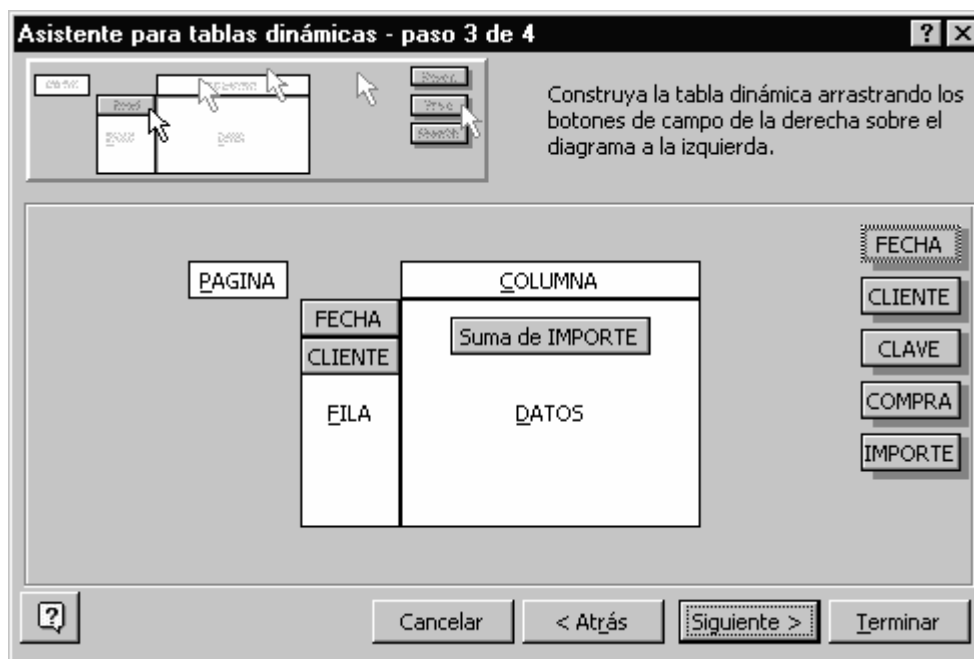 Asistente para tablas dinámicas - paso 3 de 4
Construya la tabla dinámica arrastrando los
botones de campo de la derecha sobre el
diagrama a la izquierda.
PAGINA
COLUMNA
FECHA
CLIENTE
FILA
Suma de IMPORTE
DATOS
FECHA
CLIENTE
CLAVE
COMPRA
IMPORTE
Cancelar
< Atrás
Siguiente >
Terminar